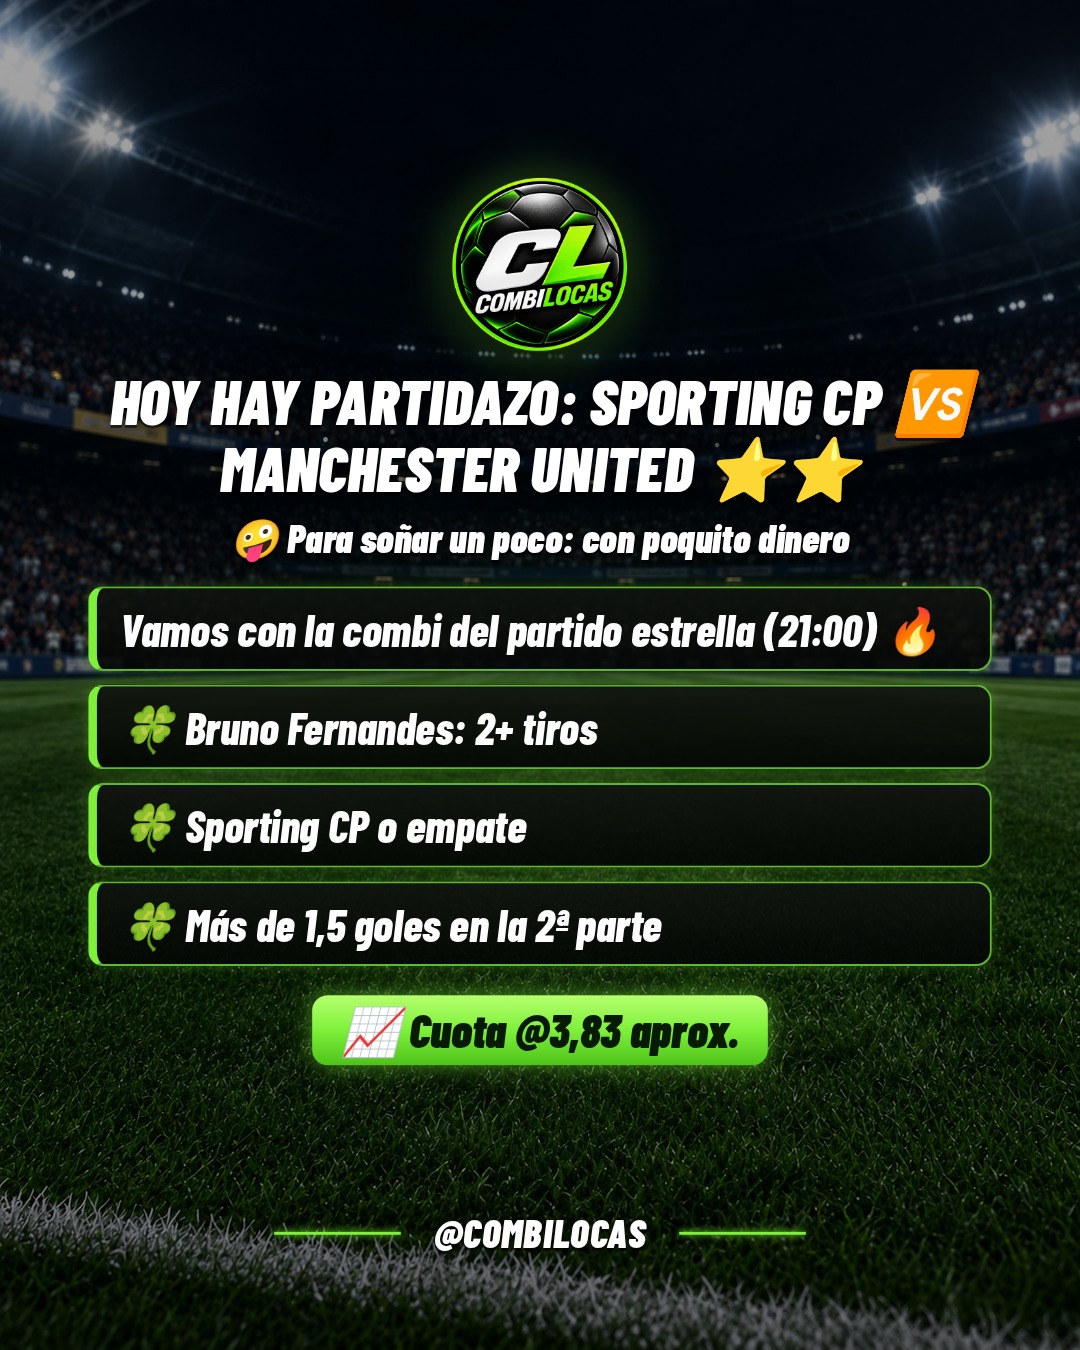 CL
COMBILOCAS
HOY HAY PARTIDAZO: SPORTING CP 🆚
MANCHESTER UNITED ⭐⭐
🤪 Para soñar un poco: con poquito dinero
Vamos con la combi del partido estrella (21:00) 🔥
🍀 Bruno Fernandes: 2+ tiros
🍀 Sporting CP o empate
🍀 Más de 1,5 goles en la 2ª parte
📈 Cuota @3,83 aprox.
@COMBILOCAS